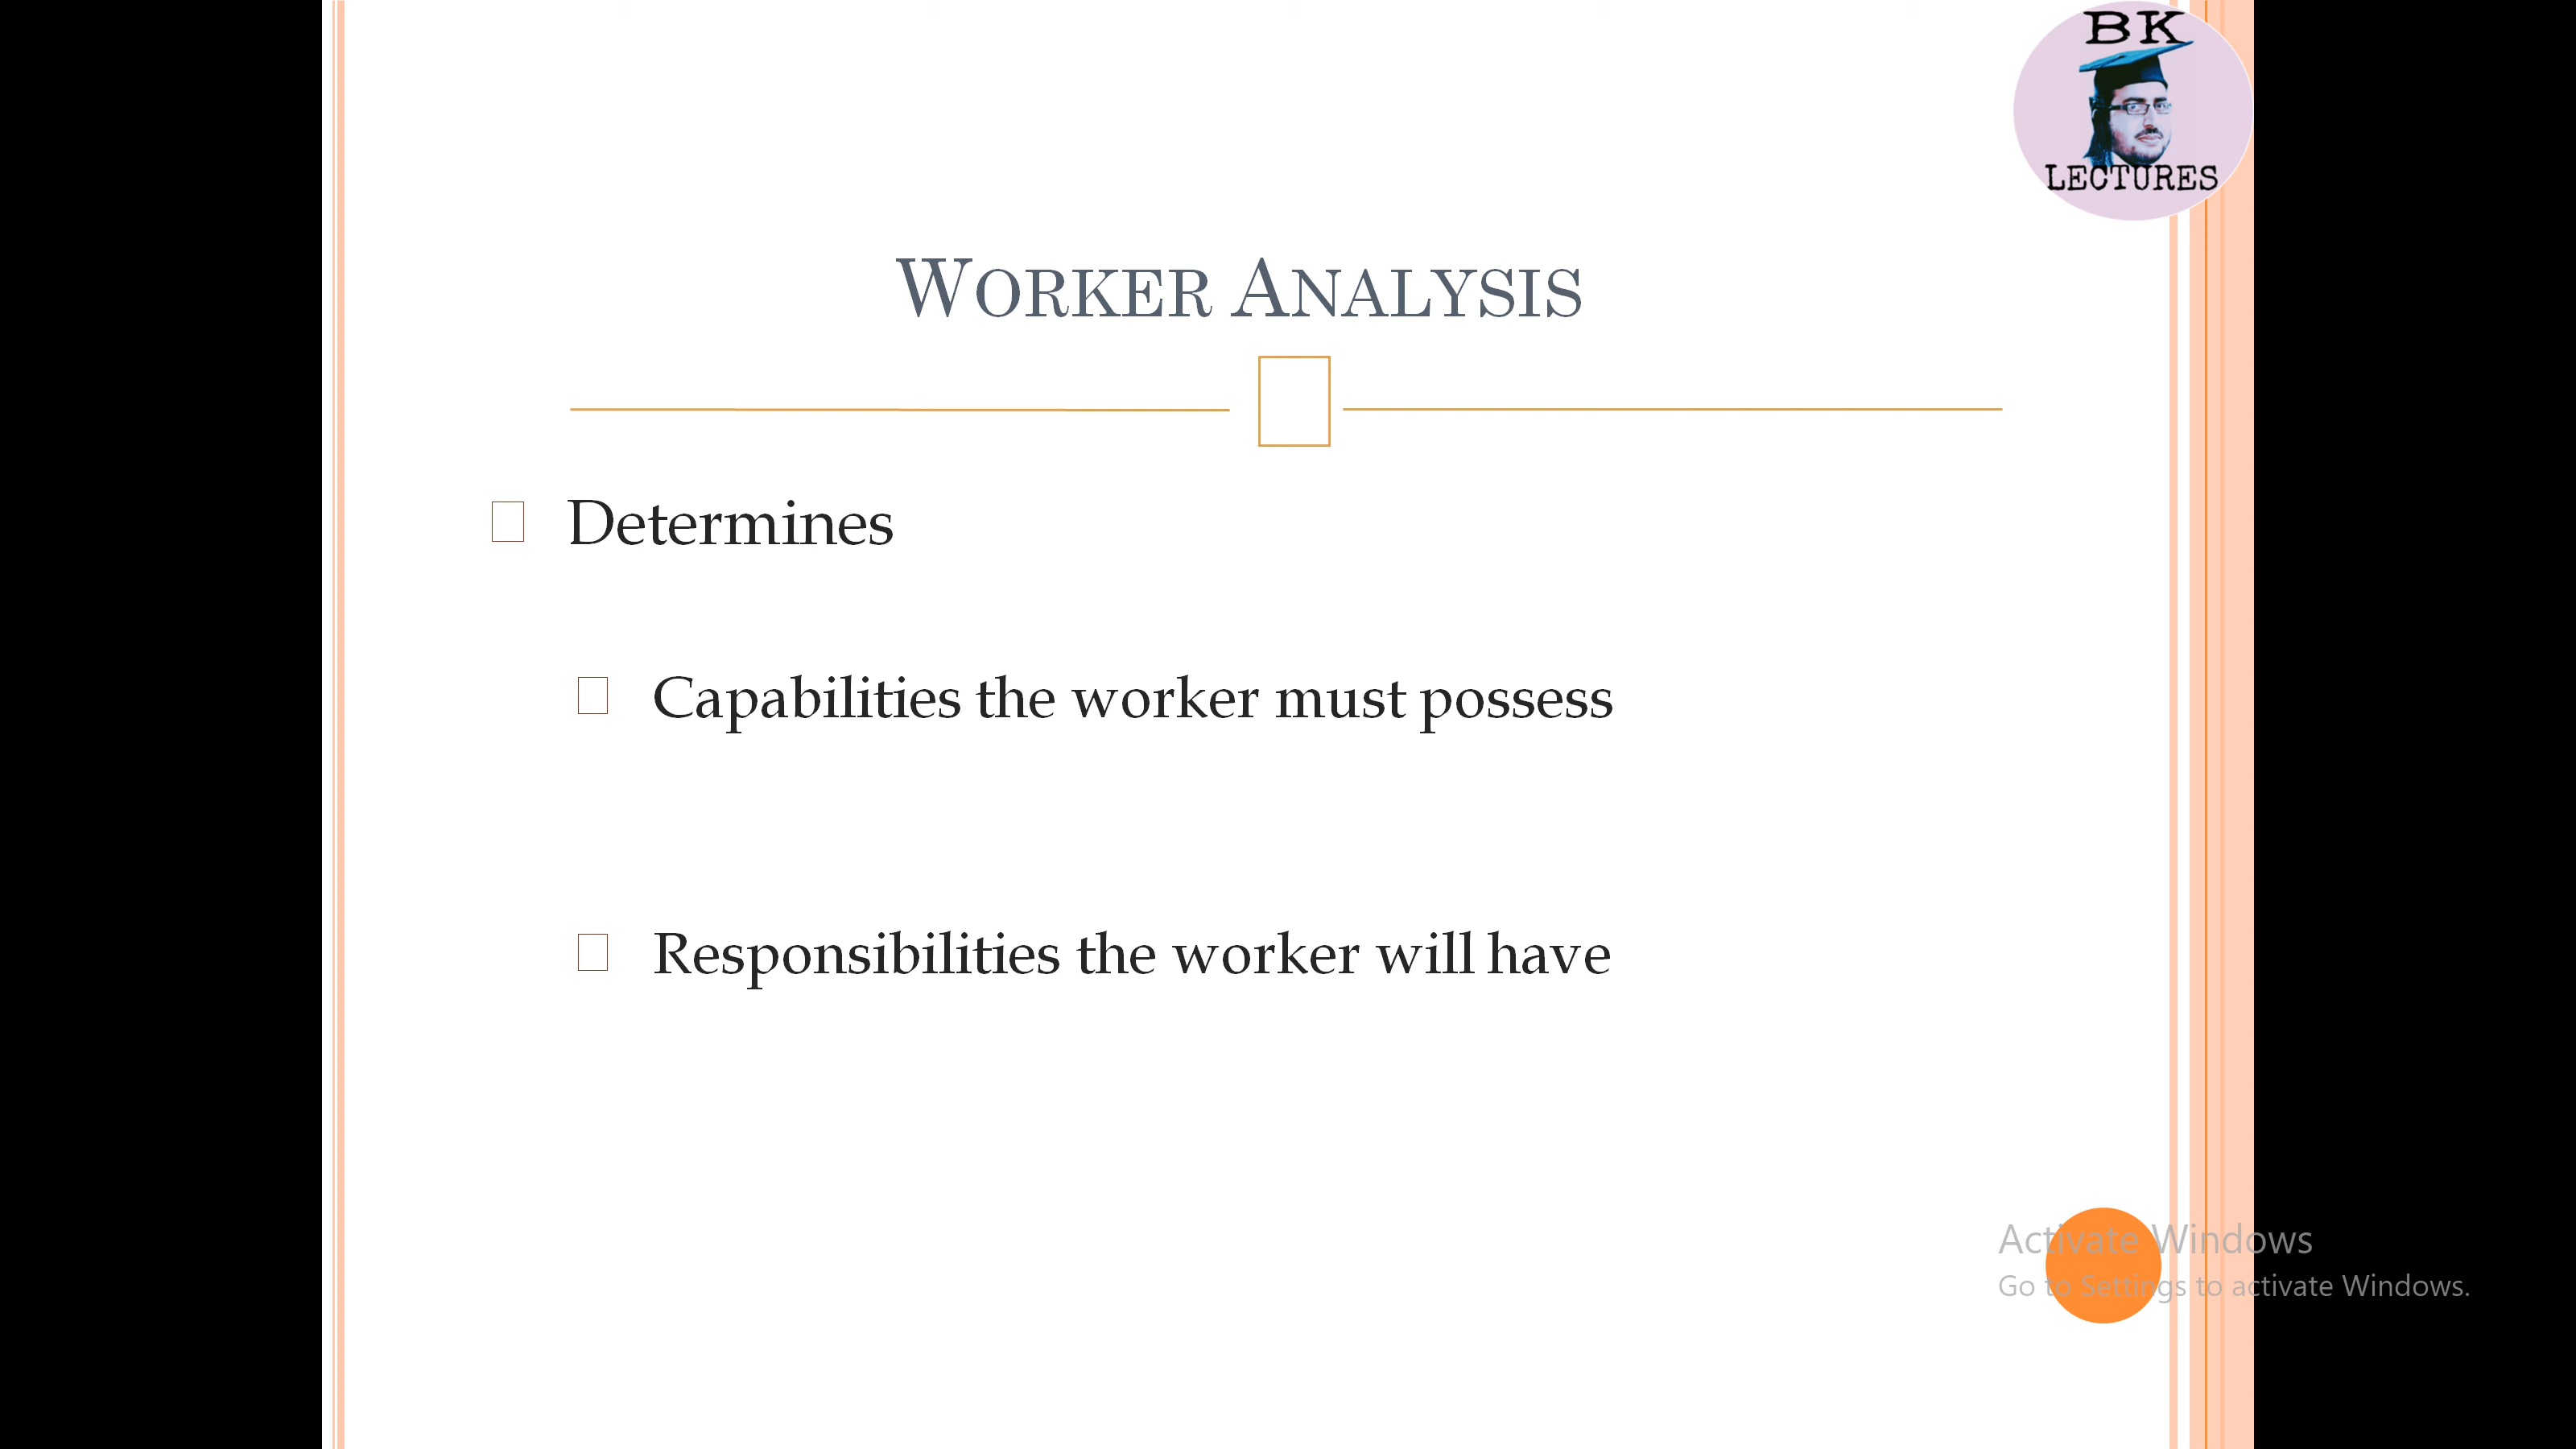 BK
LECTURES
WORKER ANALYSIS
Determines
Capabilities the worker must possess
Responsibilities the worker will have
Activate Windows
Go to Settings to activate Windows.